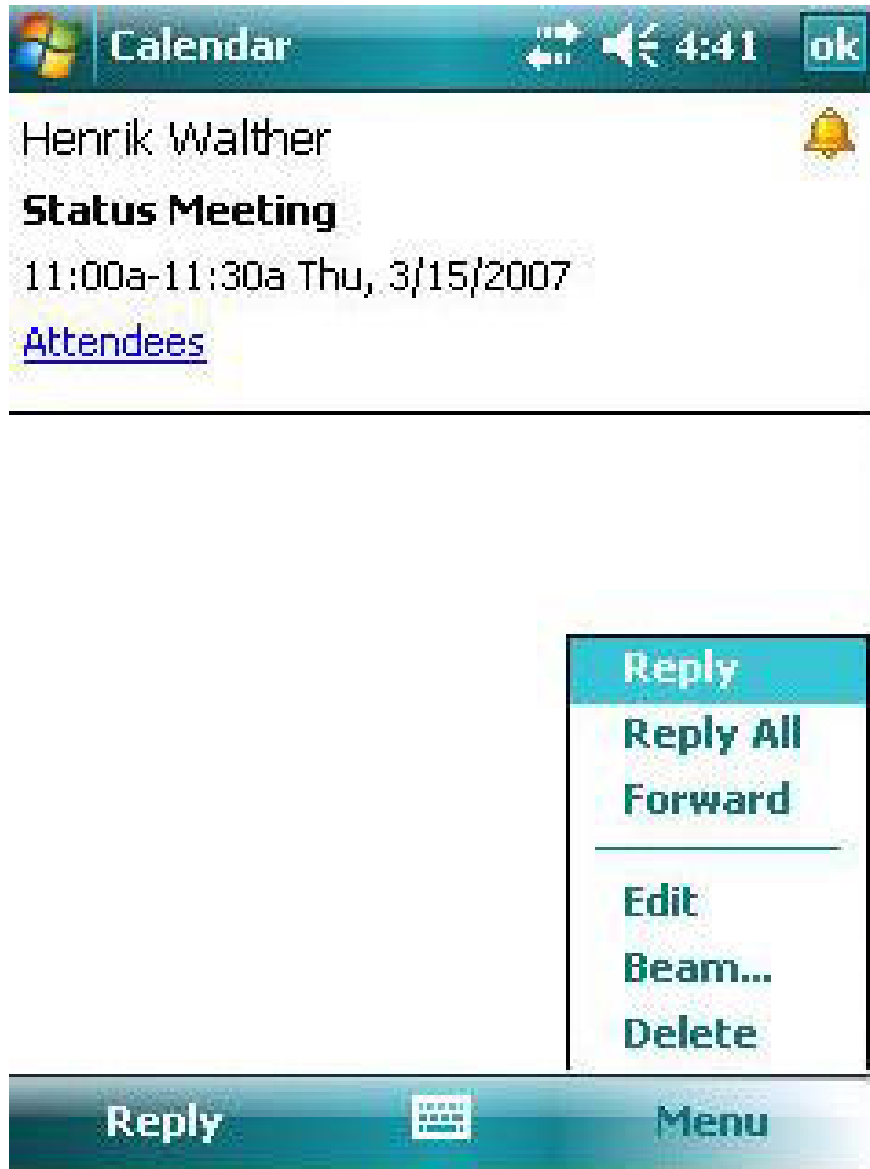 Calendar 4:41 ok
Henrik Walther
Status Meeting
11:00a-11:30a Thu, 3/15/2007
Attendees
Reply
Reply All
Forward
Edit
Beam...
Delete
Reply Menu